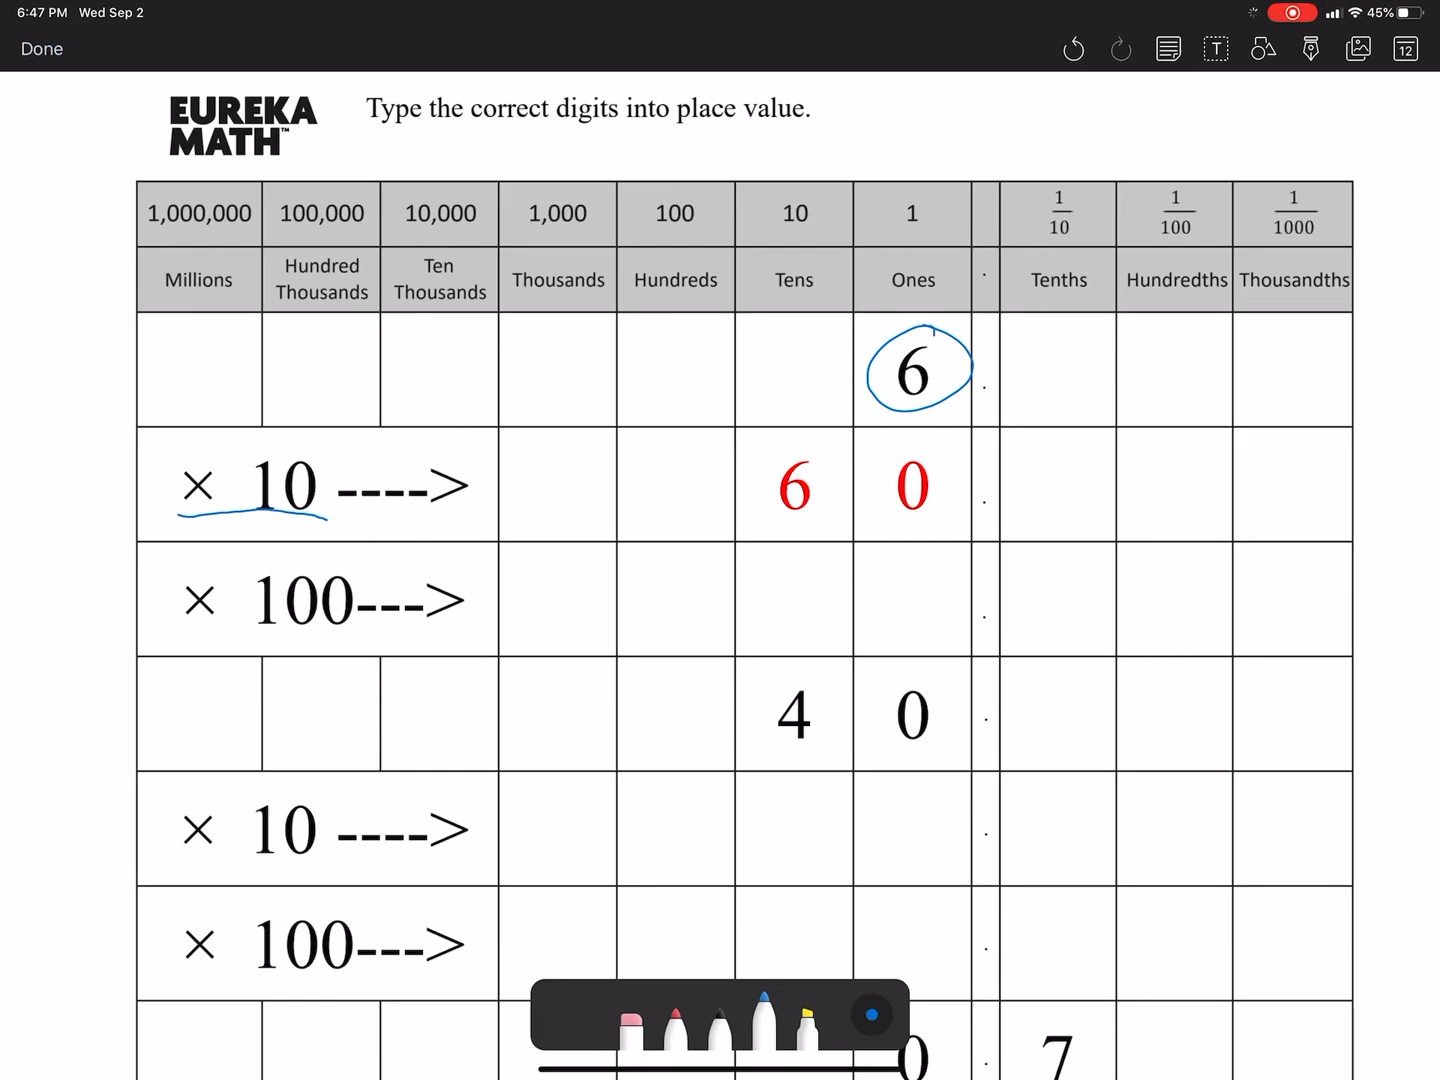 6:47 PM Wed Sep 2
45%
Done
T
12
EUREKA
MATH™
Type the correct digits into place value.
1,000,000 100,000 10,000 1,000 100 10 1 1/10 1/100 1/1000
Millions Hundred Thousands Ten Thousands Thousands Hundreds Tens Ones . Tenths Hundredths Thousandths
6 .
× 10 ----> 6 0 .
× 100---> .
4 0 .
× 10 ----> .
× 100---> .
0 . 7